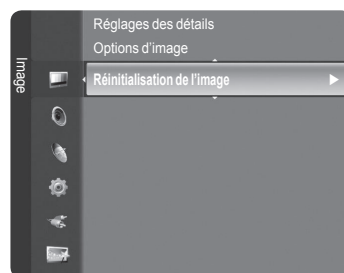 Réglages des détails
Options d'image
Image
Réinitialisation de l'image